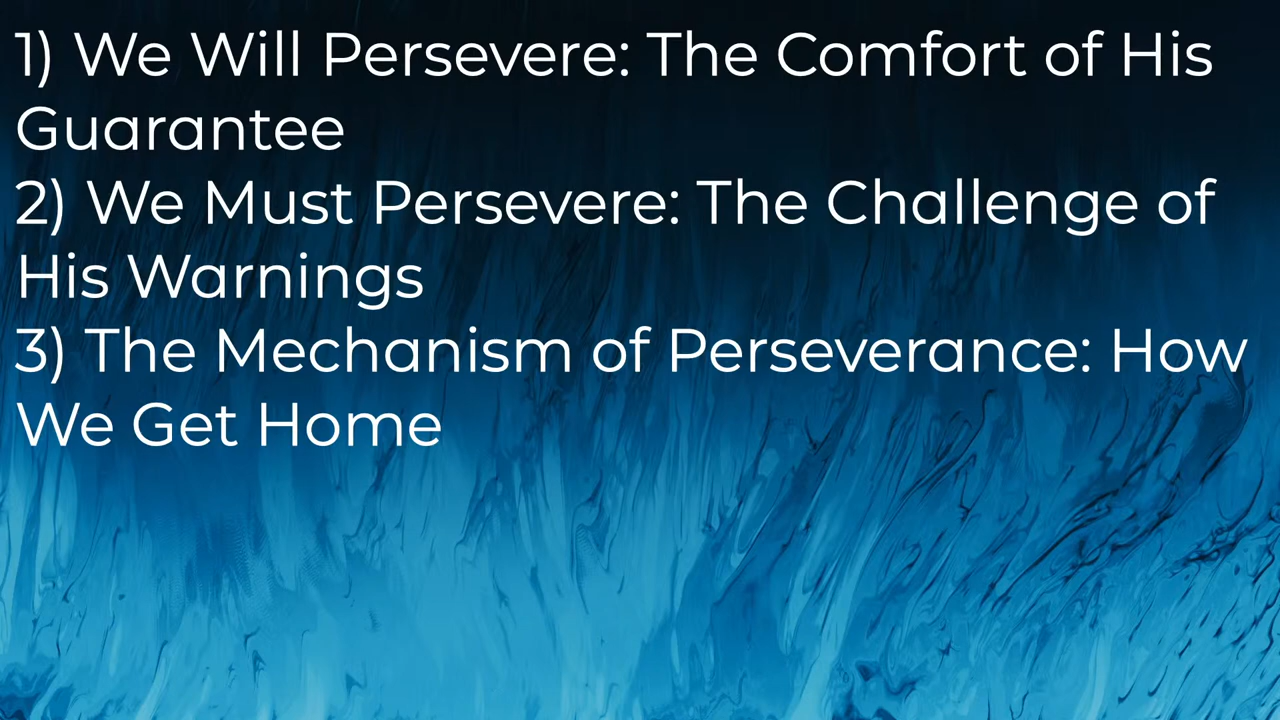 1) We Will Persevere: The Comfort of His
Guarantee
2) We Must Persevere: The Challenge of
His Warnings
3) The Mechanism of Perseverance: How
We Get Home